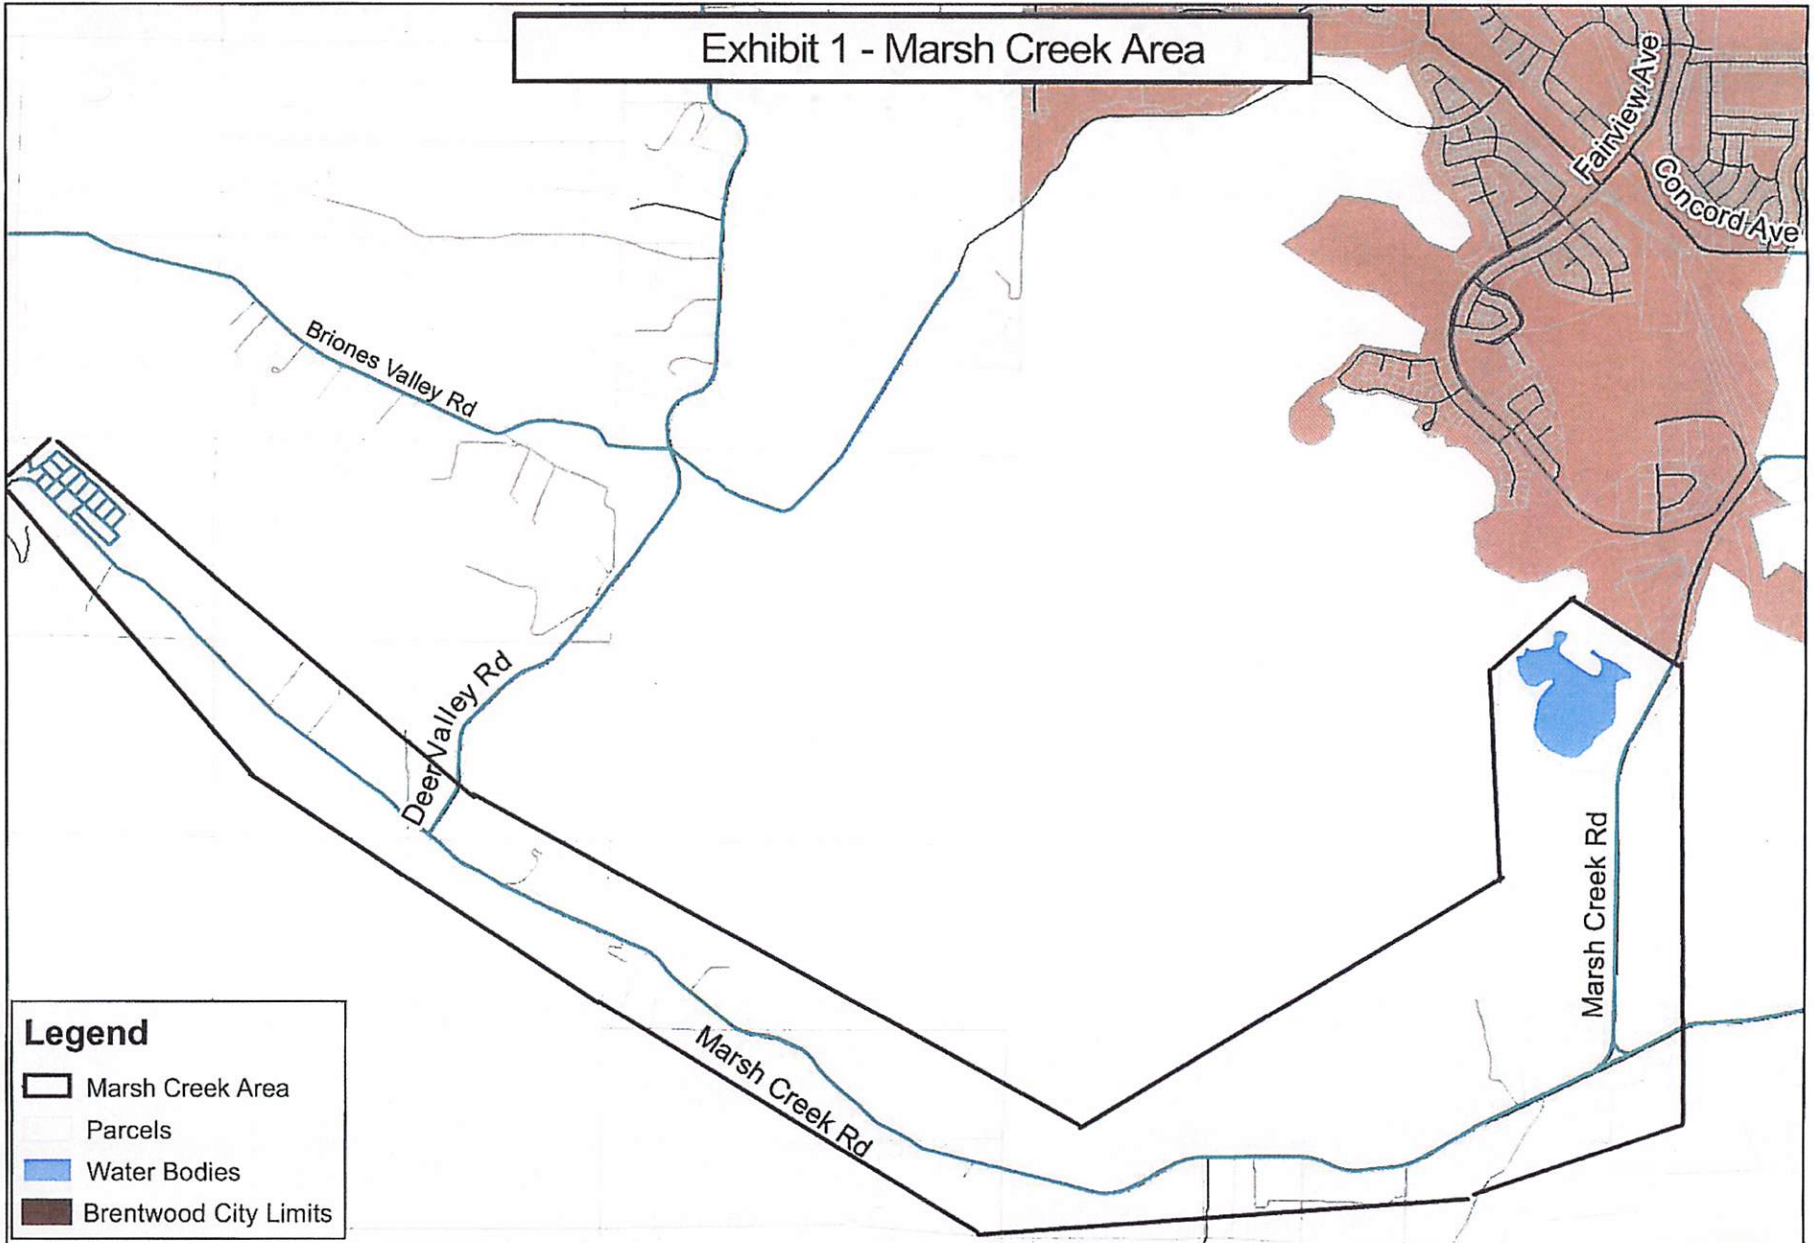 Exhibit 1 - Marsh Creek Area
Fairview Ave
Concord Ave
Briones Valley Rd
Deer Valley Rd
Marsh Creek Rd
Marsh Creek Rd
Legend
Marsh Creek Area
Parcels
Water Bodies
Brentwood City Limits